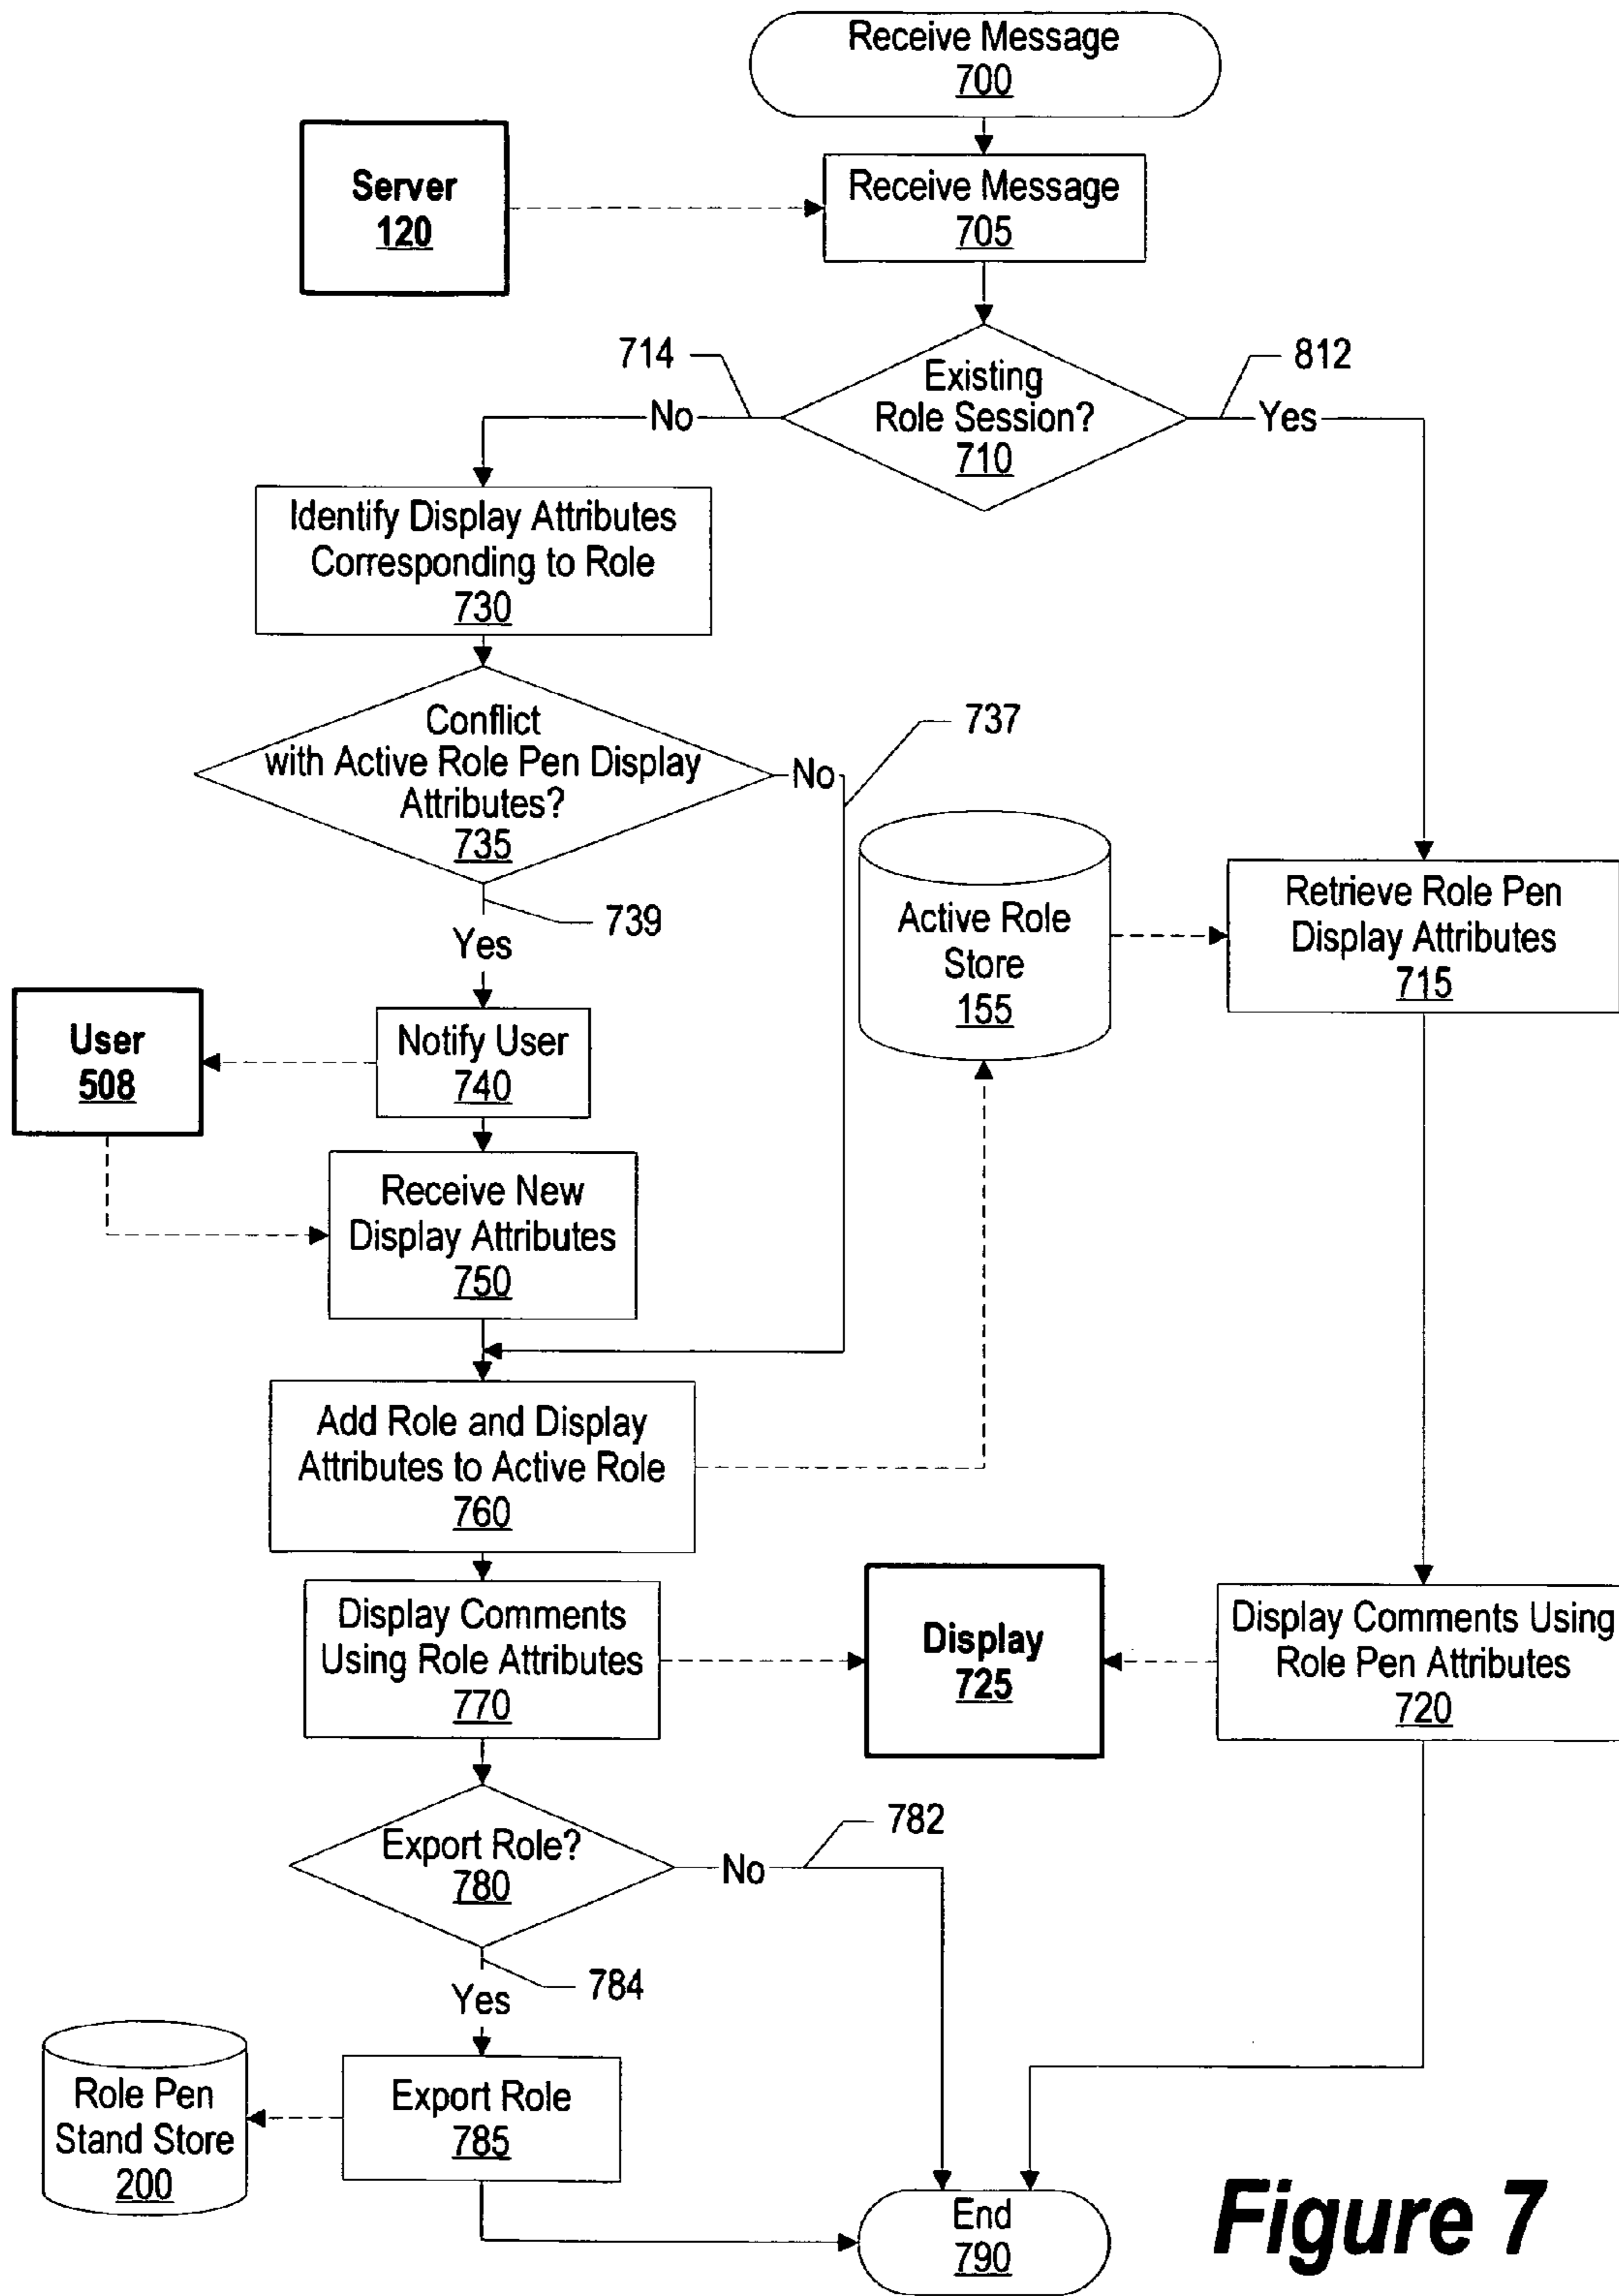 Receive Message
700
Server
120
Receive Message
705
714
812
Existing
Role Session?
710
No
Yes
Identify Display Attributes
Corresponding to Role
730
Conflict
with Active Role Pen Display
Attributes?
735
No
737
739
Yes
Active Role
Store
155
Retrieve Role Pen
Display Attributes
715
User
508
Notify User
740
Receive New
Display Attributes
750
Add Role and Display
Attributes to Active Role
760
Display Comments
Using Role Attributes
770
Display
725
Display Comments Using
Role Pen Attributes
720
Export Role?
780
No
782
784
Yes
Role Pen
Stand Store
200
Export Role
785
End
790
Figure 7